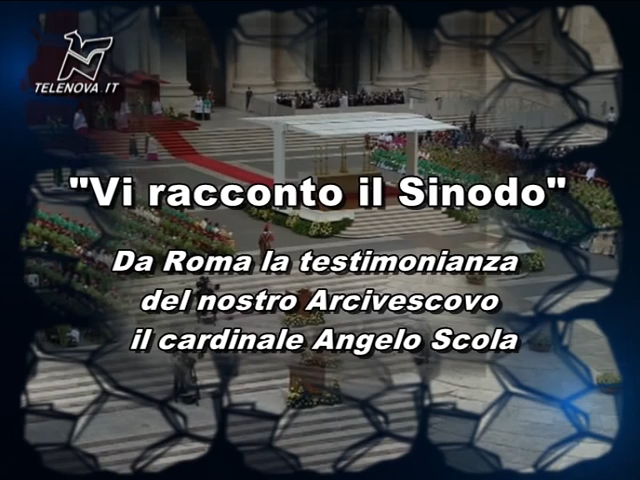 TELENOVA.IT
"Vi racconto il Sinodo"
Da Roma la testimonianza
del nostro Arcivescovo
il cardinale Angelo Scola